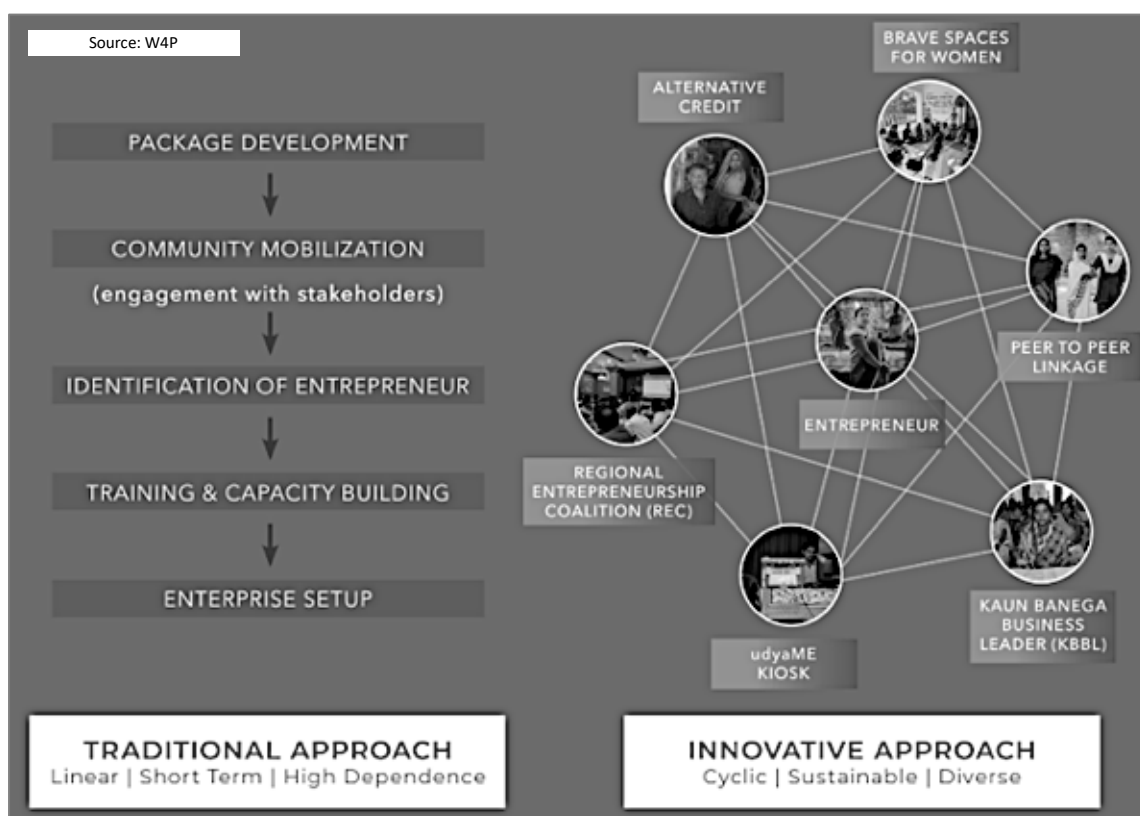 Source: W4P
PACKAGE DEVELOPMENT
COMMUNITY MOBILIZATION
(engagement with stakeholders)
IDENTIFICATION OF ENTREPRENEUR
TRAINING & CAPACITY BUILDING
ENTERPRISE SETUP
TRADITIONAL APPROACH
Linear | Short Term | High Dependence
BRAVE SPACES
FOR WOMEN
ALTERNATIVE
CREDIT
PEER TO PEER
LINKAGE
ENTREPRENEUR
REGIONAL
ENTREPRENEURSHIP
COALITION (REC)
KAUN BANEGA
BUSINESS
LEADER (KBBL)
udyaME
KIOSK
INNOVATIVE APPROACH
Cyclic | Sustainable | Diverse